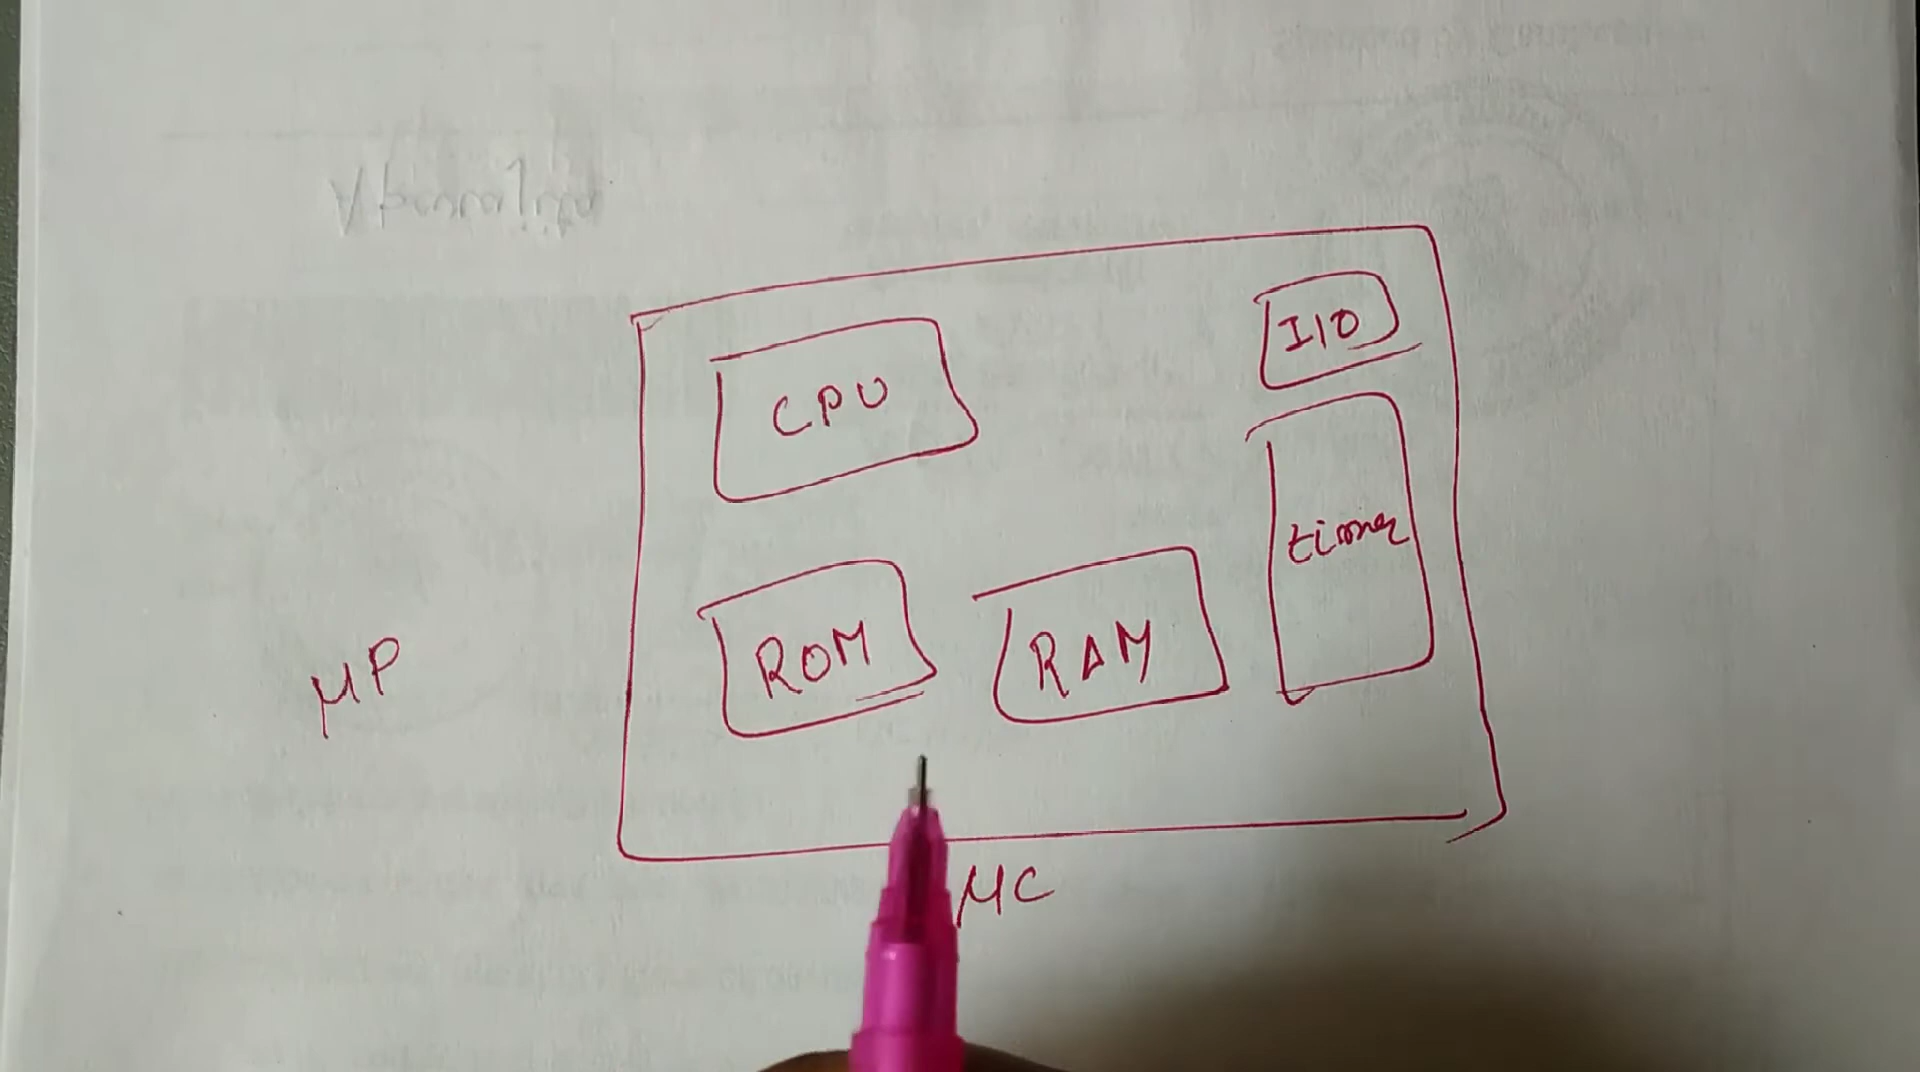 I/O
CPU
timer
ROM
RAM
μP
μC